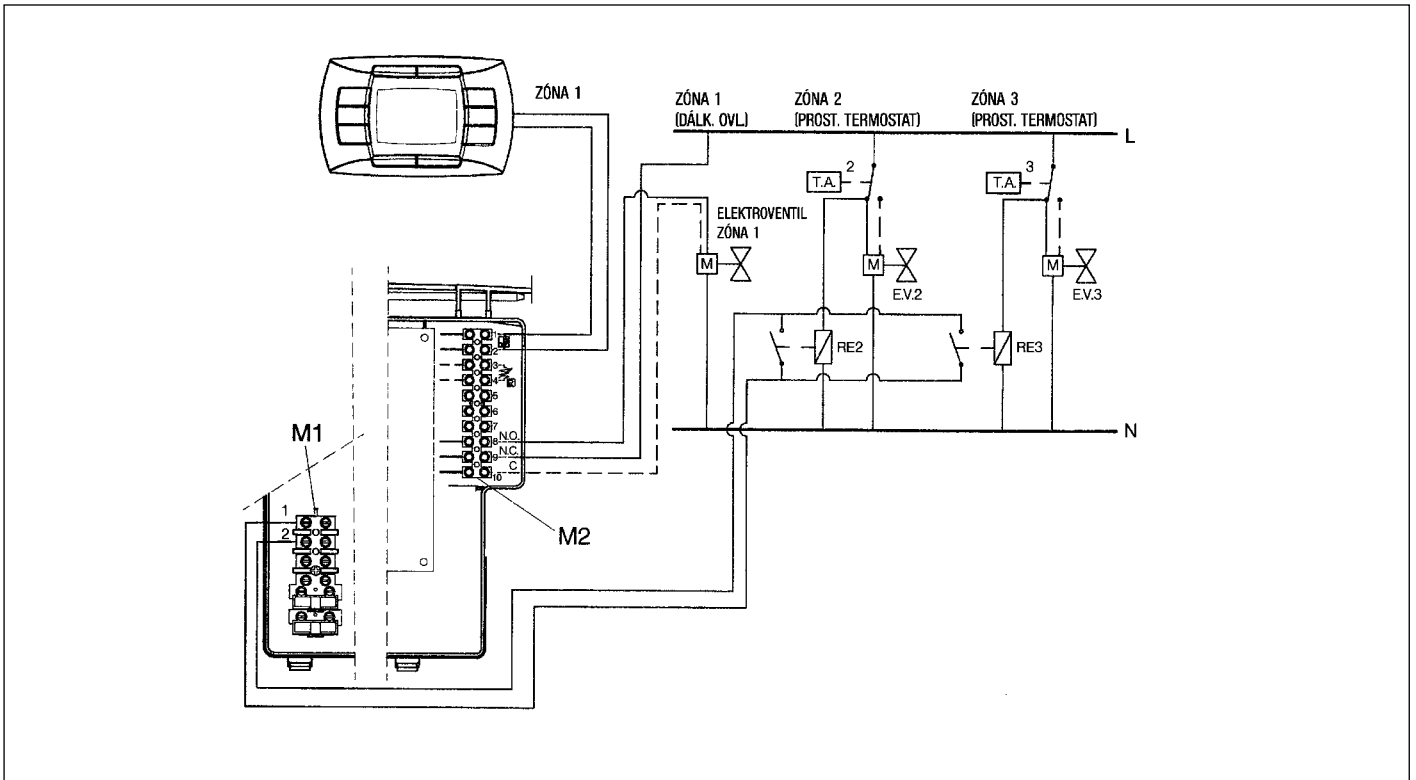 ZÓNA 1
ZÓNA 1
(DÁLK. OVL.)
ZÓNA 2
(PROST. TERMOSTAT)
ZÓNA 3
(PROST. TERMOSTAT)
L
2
T.A.
3
T.A.
ELEKTROVENTIL
ZÓNA 1
M
M
E.V.2
M
E.V.3
RE2
RE3
N
1
2
3
4
5
6
7
8
N.O.
9
N.C.
10
C
M1
1
2
M2